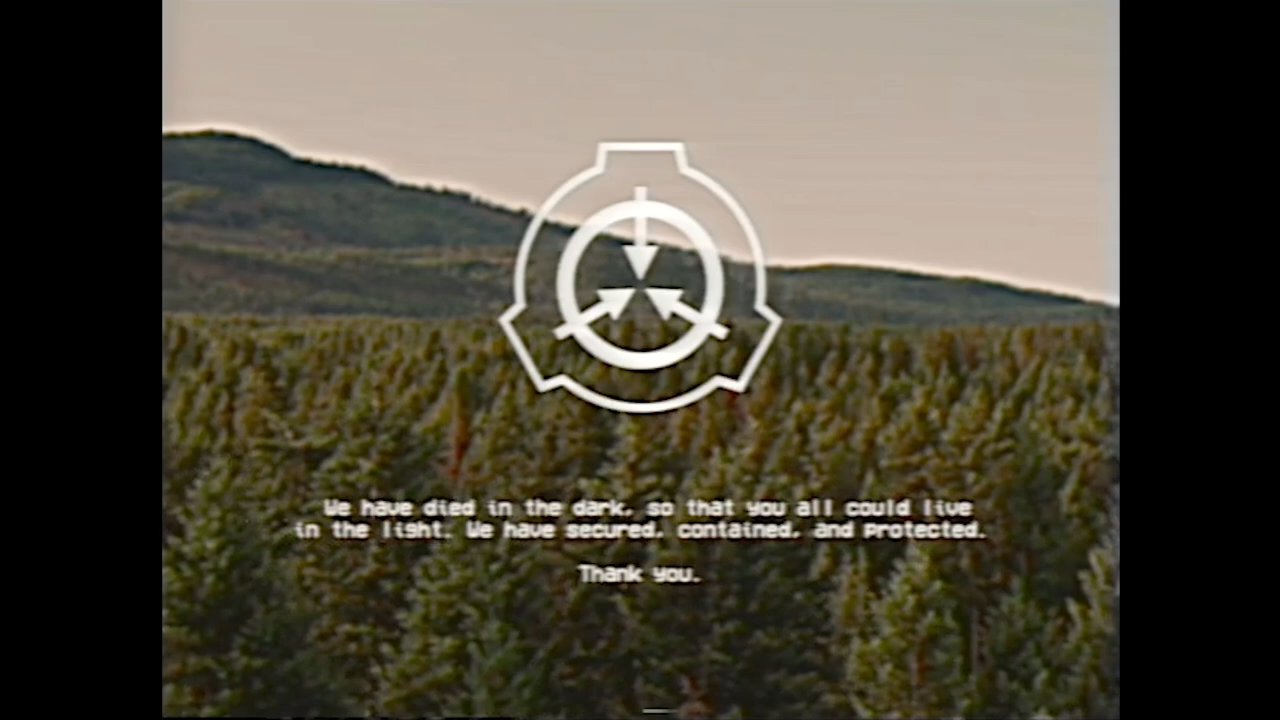 We have died in the dark, so that you all could live
in the light. We have secured, contained, and protected.
Thank you.